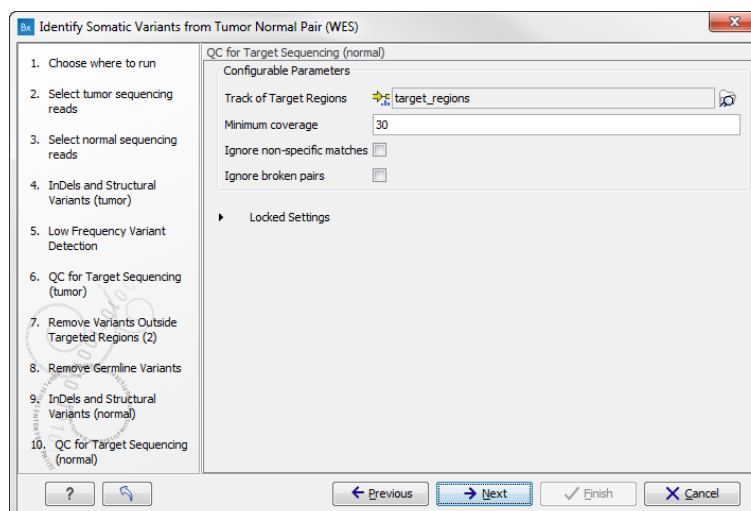 Bx Identify Somatic Variants from Tumor Normal Pair (WES)
1. Choose where to run
2. Select tumor sequencing
reads
3. Select normal sequencing
reads
4. InDels and Structural
Variants (tumor)
5. Low Frequency Variant
Detection
6. QC for Target Sequencing
(tumor)
7. Remove Variants Outside
Targeted Regions (2)
8. Remove Germline Variants
9. InDels and Structural
Variants (normal)
10. QC for Target Sequencing
(normal)
QC for Target Sequencing (normal)
Configurable Parameters
Track of Target Regions target_regions
Minimum coverage 30
Ignore non-specific matches
Ignore broken pairs
Locked Settings
? Previous Next Finish Cancel